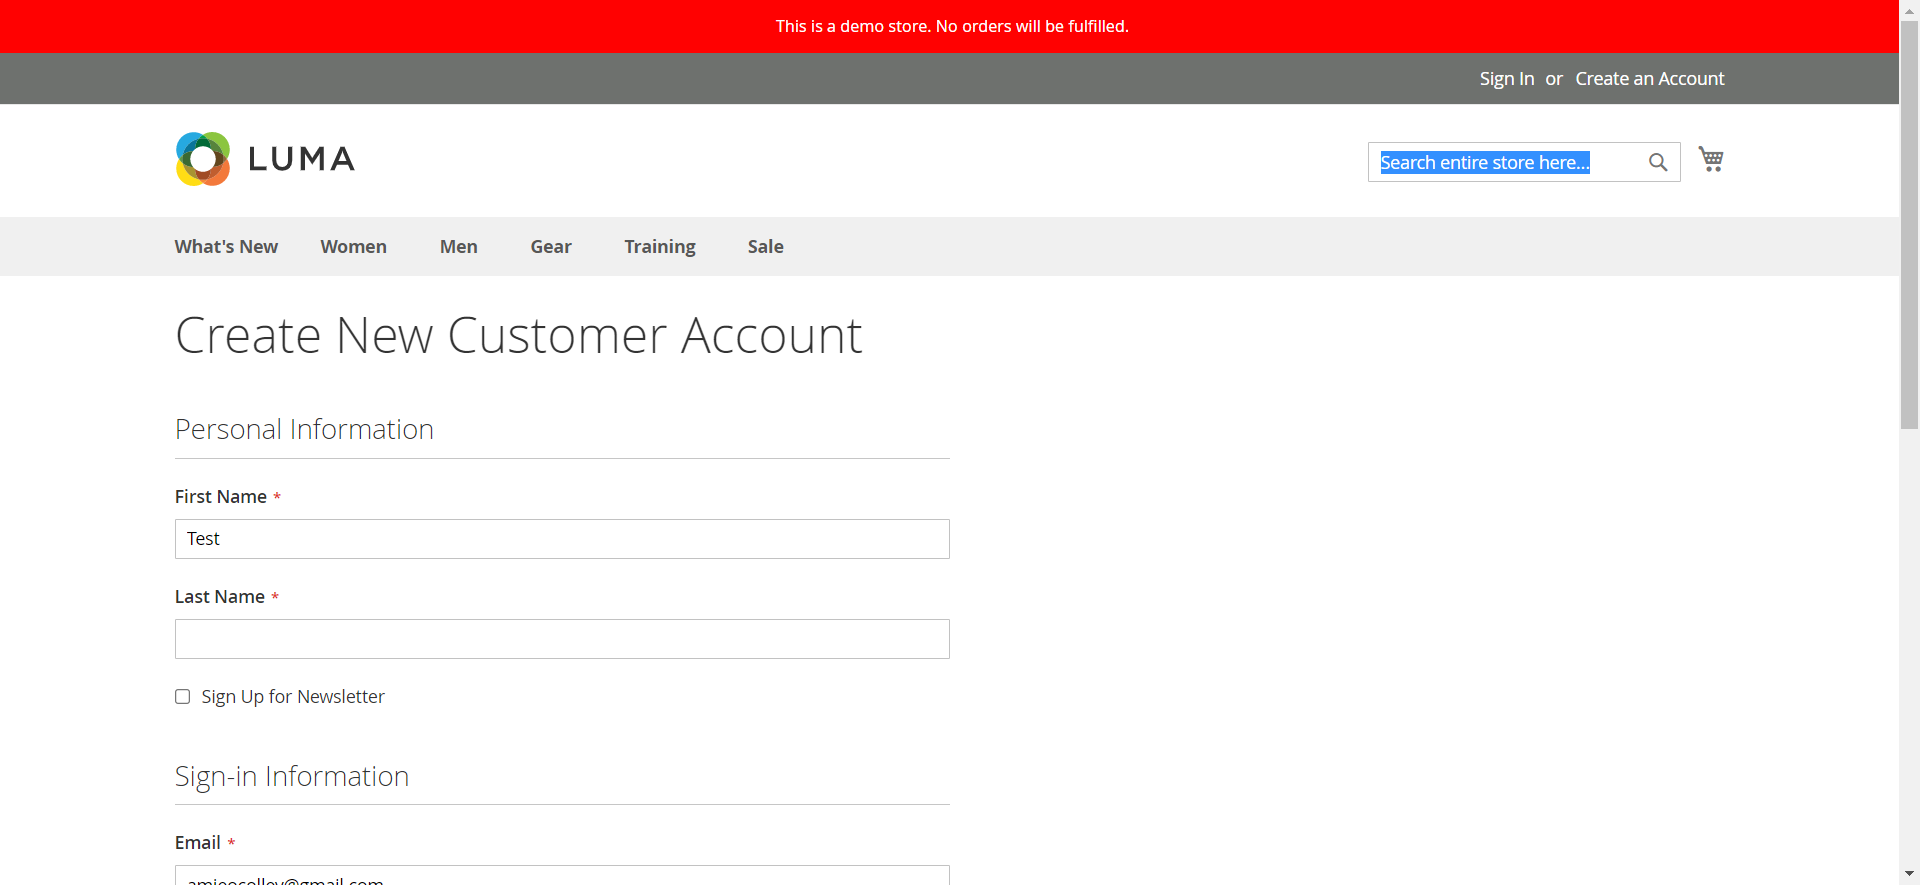 This is a demo store. No orders will be fulfilled.
Sign In or Create an Account
LUMA
Search entire store here...
What's New Women Men Gear Training Sale
Create New Customer Account
Personal Information
First Name *
Test
Last Name *
Sign Up for Newsletter
Sign-in Information
Email *